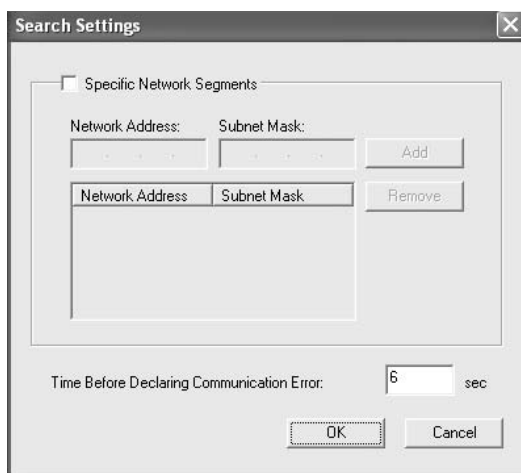 Search Settings
Specific Network Segments
Network Address: Subnet Mask:
Add
Network Address Subnet Mask
Remove
Time Before Declaring Communication Error: 6 sec
OK Cancel